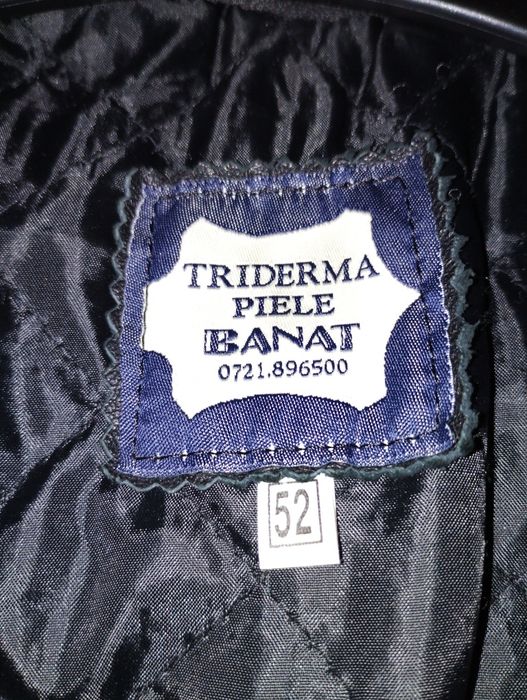 TRIDERMA
PIELE
BANAT
0721.896500
52